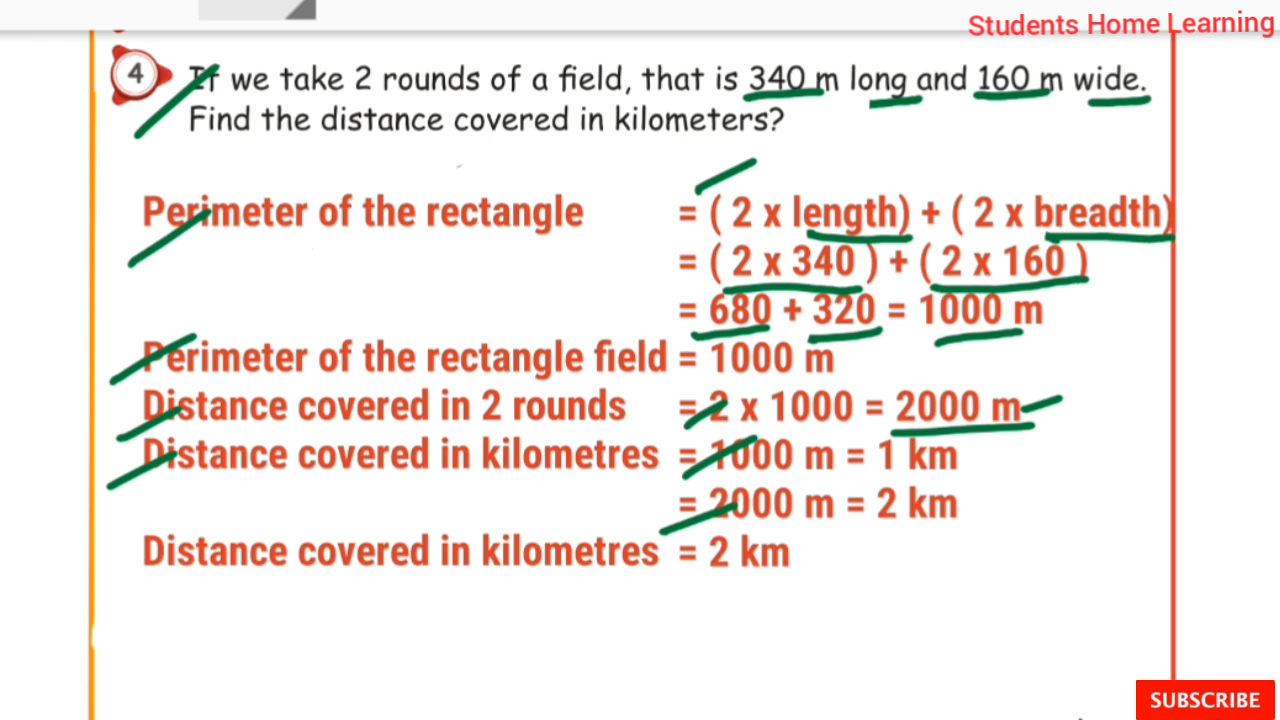 Students Home Learning
4 If we take 2 rounds of a field, that is 340 m long and 160 m wide.
Find the distance covered in kilometers?
Perimeter of the rectangle = ( 2 x length) + ( 2 x breadth)
= ( 2 x 340 ) + ( 2 x 160 )
= 680 + 320 = 1000 m
Perimeter of the rectangle field = 1000 m
Distance covered in 2 rounds = 2 x 1000 = 2000 m
Distance covered in kilometres = 1000 m = 1 km
= 2000 m = 2 km
Distance covered in kilometres = 2 km
SUBSCRIBE